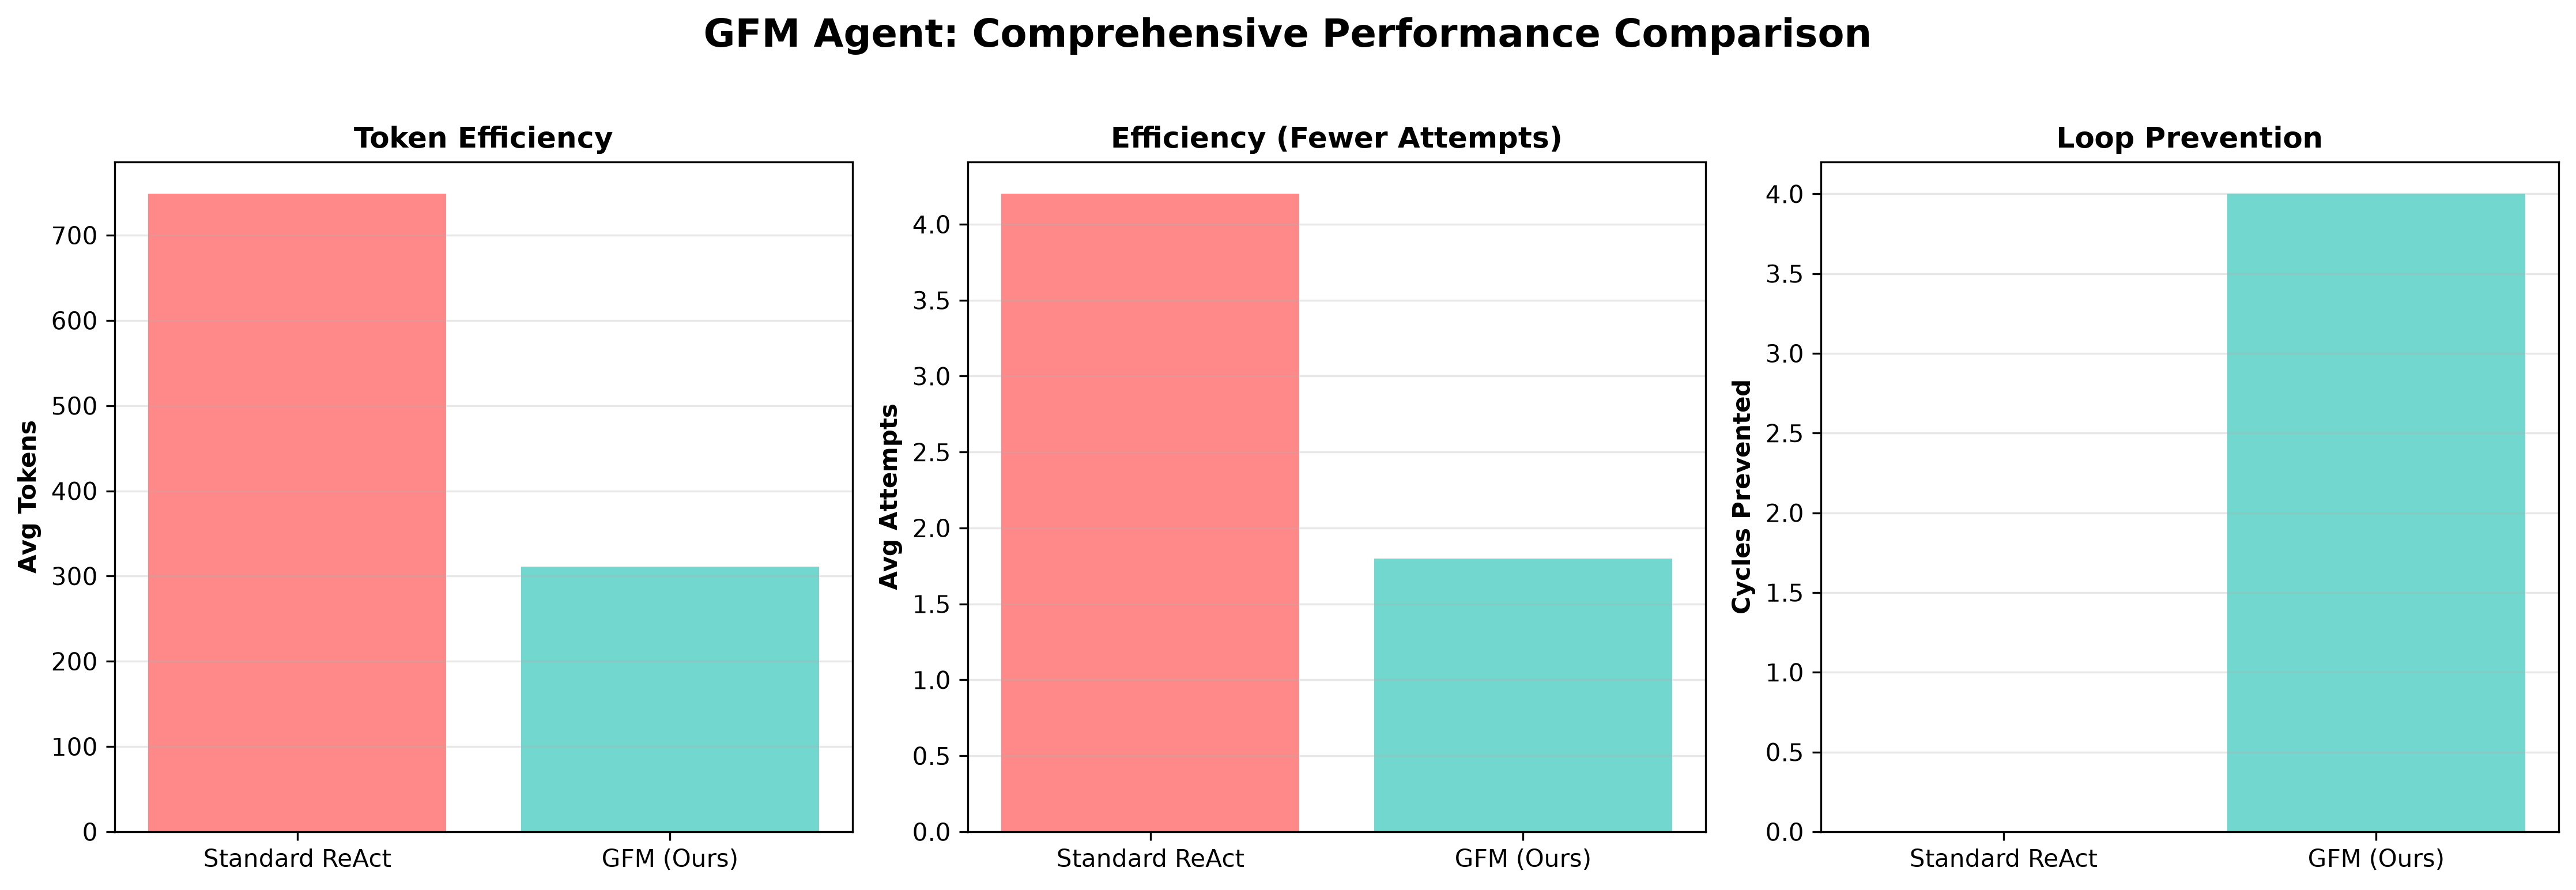 GFM Agent: Comprehensive Performance Comparison
Token Efficiency
Avg Tokens
700
600
500
400
300
200
100
0
Standard ReAct
GFM (Ours)
Efficiency (Fewer Attempts)
Avg Attempts
4.0
3.5
3.0
2.5
2.0
1.5
1.0
0.5
0.0
Standard ReAct
GFM (Ours)
Loop Prevention
Cycles Prevented
4.0
3.5
3.0
2.5
2.0
1.5
1.0
0.5
0.0
Standard ReAct
GFM (Ours)